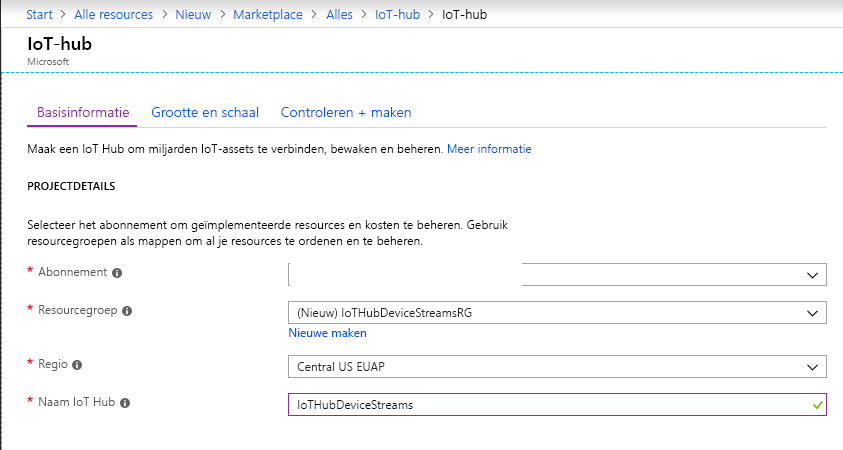 Start > Alle resources > Nieuw > Marketplace > Alles > IoT-hub > IoT-hub
IoT-hub
Microsoft
Basisinformatie Grootte en schaal Controleren + maken
Maak een IoT Hub om miljarden IoT-assets te verbinden, bewaken en beheren. Meer informatie
PROJECTDETAILS
Selecteer het abonnement om geïmplementeerde resources en kosten te beheren. Gebruik
resourcegroepen als mappen om al je resources te ordenen en te beheren.
* Abonnement
* Resourcegroep (Nieuw) IoTHubDeviceStreamsRG
Nieuwe maken
* Regio Central US EUAP
* Naam IoT Hub IoTHubDeviceStreams